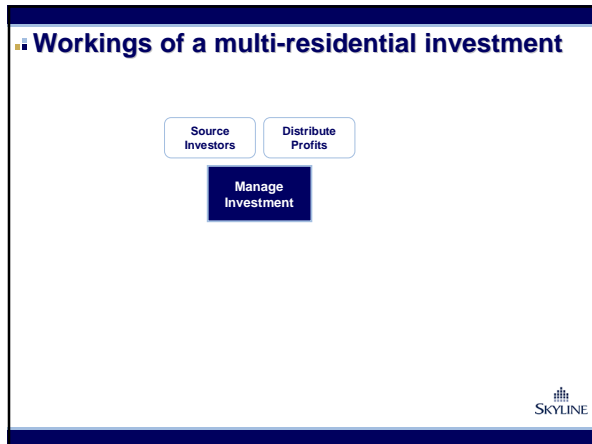 Workings of a multi-residential investment
Source
Investors
Distribute
Profits
Manage
Investment
SKYLINE